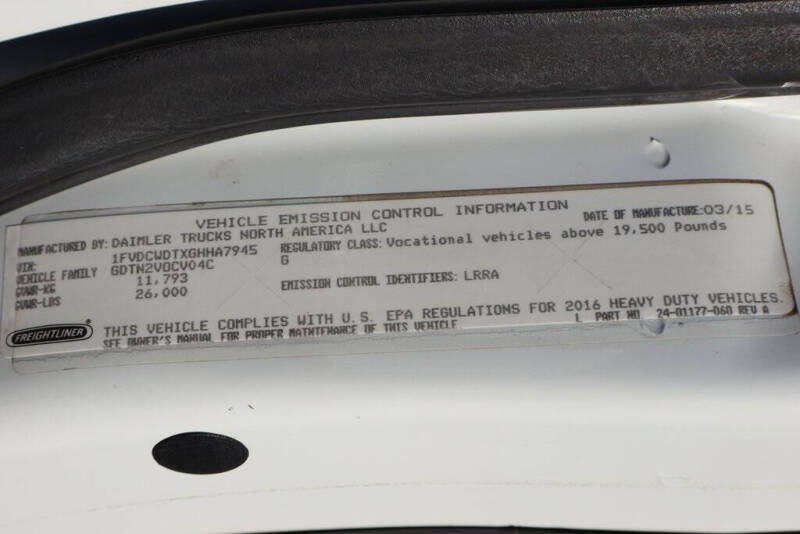 VEHICLE EMISSION CONTROL INFORMATION
DATE OF MANUFACTURE:03/15
MANUFACTURED BY: DAIMLER TRUCKS NORTH AMERICA LLC
VIN: 1FVDCWDTXGHHA7945 REGULATORY CLASS: Vocational vehicles above 19,500 Pounds
VEHICLE FAMILY GDTN2VOCV04C G
GVWR-KG 11,793 EMISSION CONTROL IDENTIFIERS: LRRA
GVWR-LBS 26,000
FREIGHTLINER THIS VEHICLE COMPLIES WITH U.S. EPA REGULATIONS FOR 2016 HEAVY DUTY VEHICLES.
SEE OWNER'S MANUAL FOR PROPER MAINTENANCE OF THIS VEHICLE L PART NO 24-01177-060 REV A